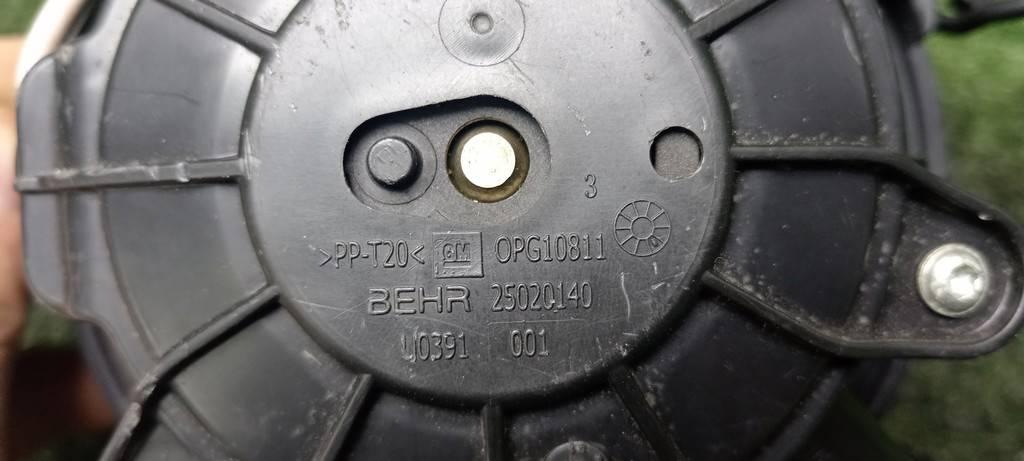 3
>PP-T20< GM OPG10811
BEHR 25020140
U0391 001